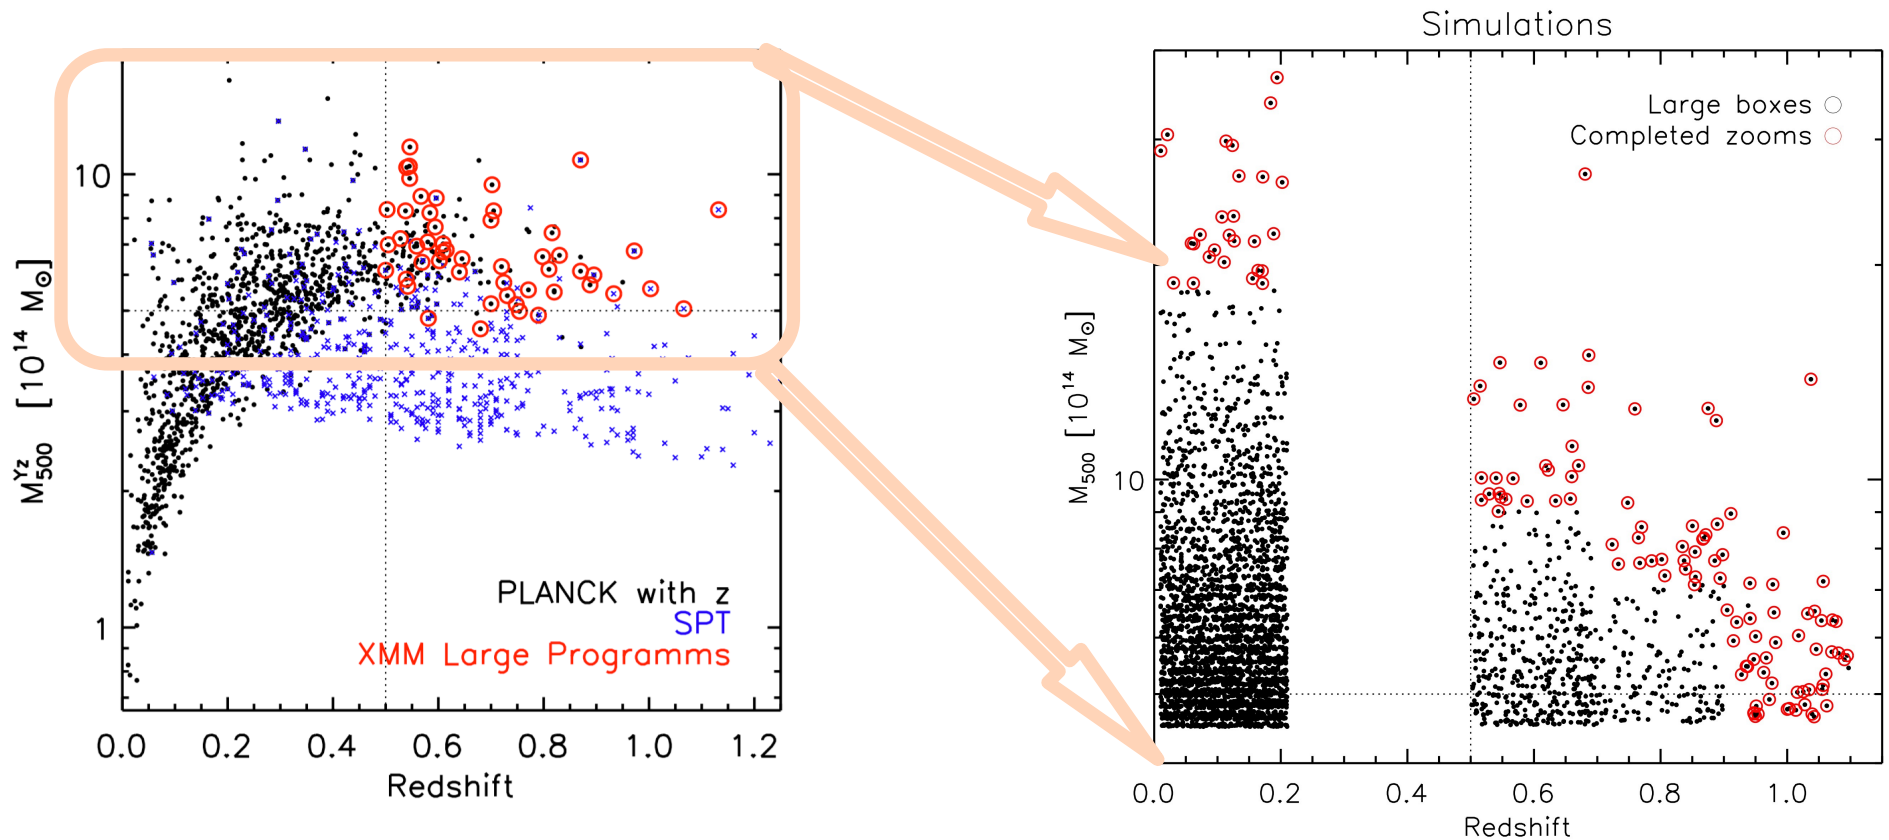 10
1
M500^Yz [10^14 M⊙]
PLANCK with z
SPT
XMM Large Programms
0.0 0.2 0.4 0.6 0.8 1.0 1.2
Redshift
Simulations
Large boxes
Completed zooms
10
M500 [10^14 M⊙]
0.0 0.2 0.4 0.6 0.8 1.0
Redshift